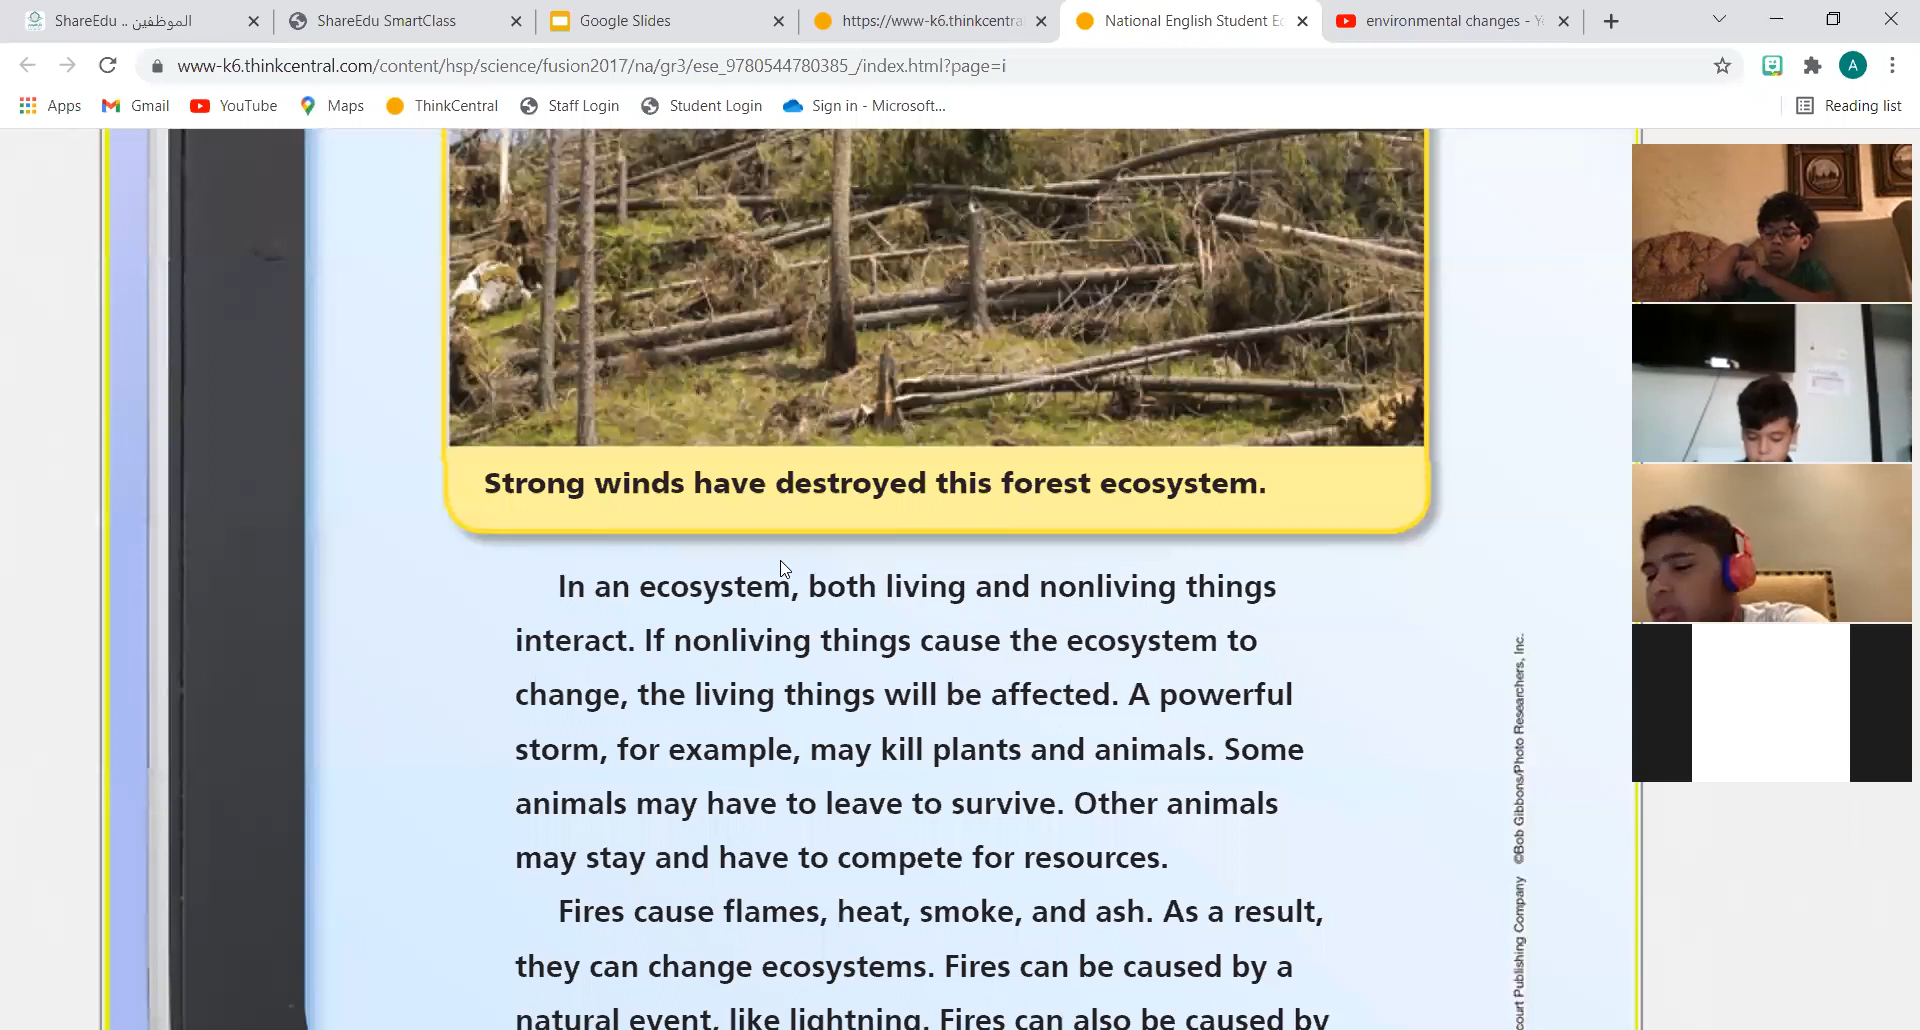 ShareEdu .. الموظفين
ShareEdu SmartClass
Google Slides
https://www-k6.thinkcentra
National English Student Ed
environmental changes - Y
www-k6.thinkcentral.com/content/hsp/science/fusion2017/na/gr3/ese_9780544780385_/index.html?page=i
A
Apps
Gmail
YouTube
Maps
ThinkCentral
Staff Login
Student Login
Sign in - Microsoft...
Reading list
Strong winds have destroyed this forest ecosystem.
In an ecosystem, both living and nonliving things
interact. If nonliving things cause the ecosystem to
change, the living things will be affected. A powerful
storm, for example, may kill plants and animals. Some
animals may have to leave to survive. Other animals
may stay and have to compete for resources.
Fires cause flames, heat, smoke, and ash. As a result,
they can change ecosystems. Fires can be caused by a
natural event, like lightning. Fires can also be caused by
court Publishing Company ©Bob Gibbons/Photo Researchers, Inc.